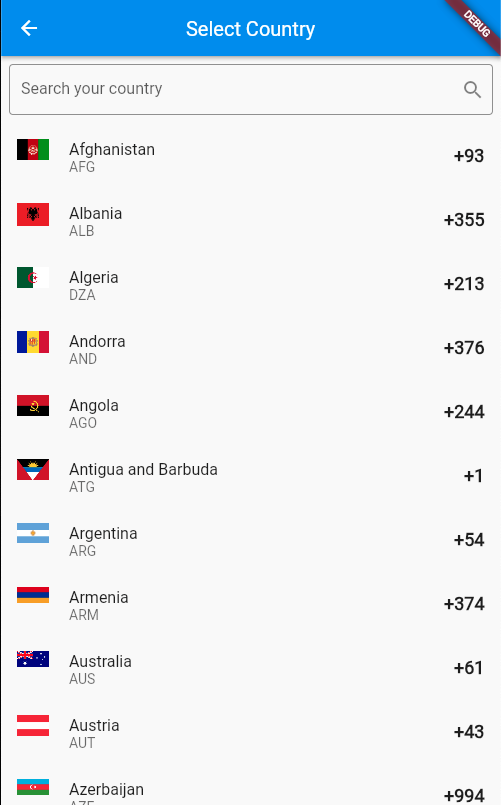 Select Country
DEBUG
Search your country
Afghanistan
AFG
+93
Albania
ALB
+355
Algeria
DZA
+213
Andorra
AND
+376
Angola
AGO
+244
Antigua and Barbuda
ATG
+1
Argentina
ARG
+54
Armenia
ARM
+374
Australia
AUS
+61
Austria
AUT
+43
Azerbaijan
AZE
+994